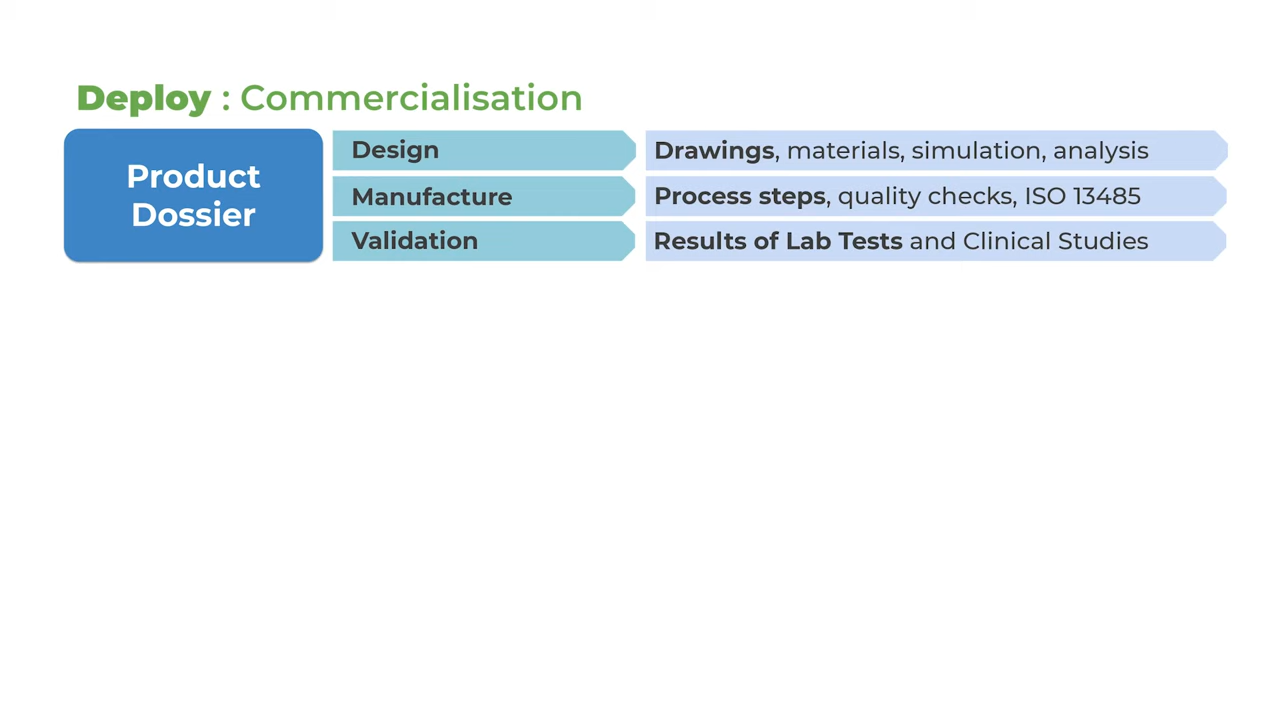 Deploy : Commercialisation
Product
Dossier
Design
Drawings, materials, simulation, analysis
Manufacture
Process steps, quality checks, ISO 13485
Validation
Results of Lab Tests and Clinical Studies